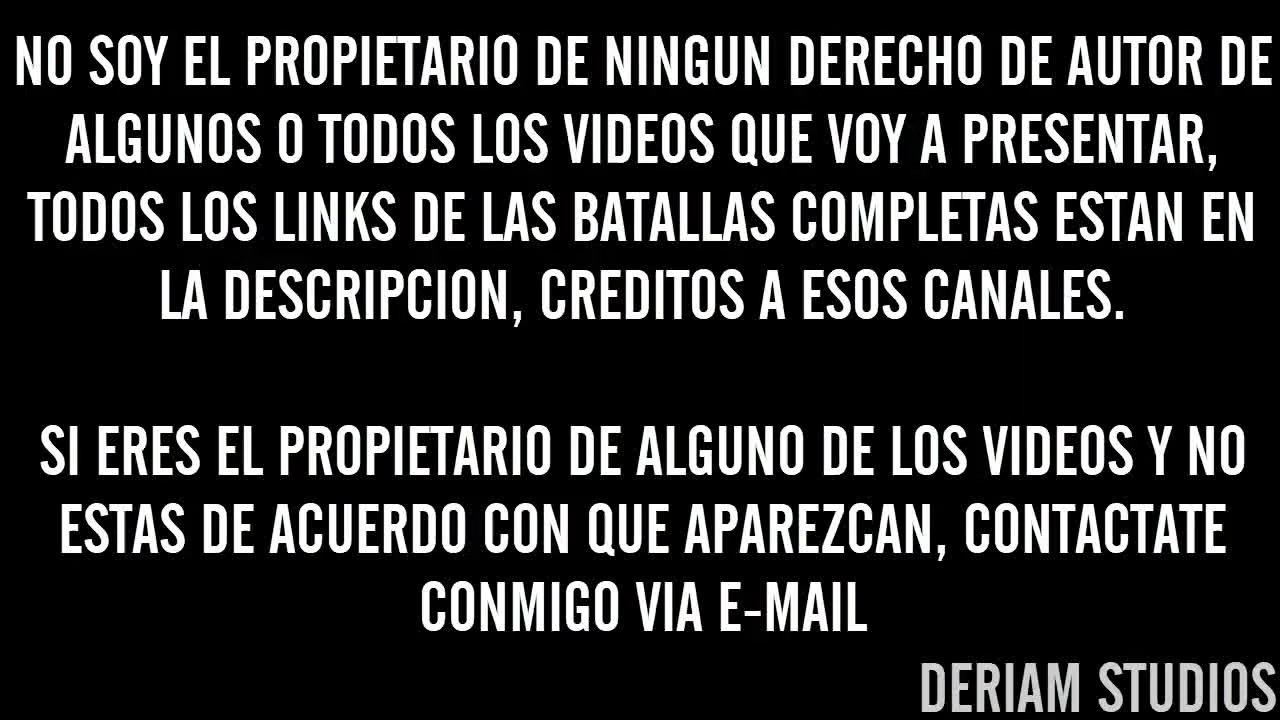 NO SOY EL PROPIETARIO DE NINGUN DERECHO DE AUTOR DE
ALGUNOS O TODOS LOS VIDEOS QUE VOY A PRESENTAR,
TODOS LOS LINKS DE LAS BATALLAS COMPLETAS ESTAN EN
LA DESCRIPCION, CREDITOS A ESOS CANALES.
SI ERES EL PROPIETARIO DE ALGUNO DE LOS VIDEOS Y NO
ESTAS DE ACUERDO CON QUE APAREZCAN, CONTACTATE
CONMIGO VIA E-MAIL
DERIAM STUDIOS